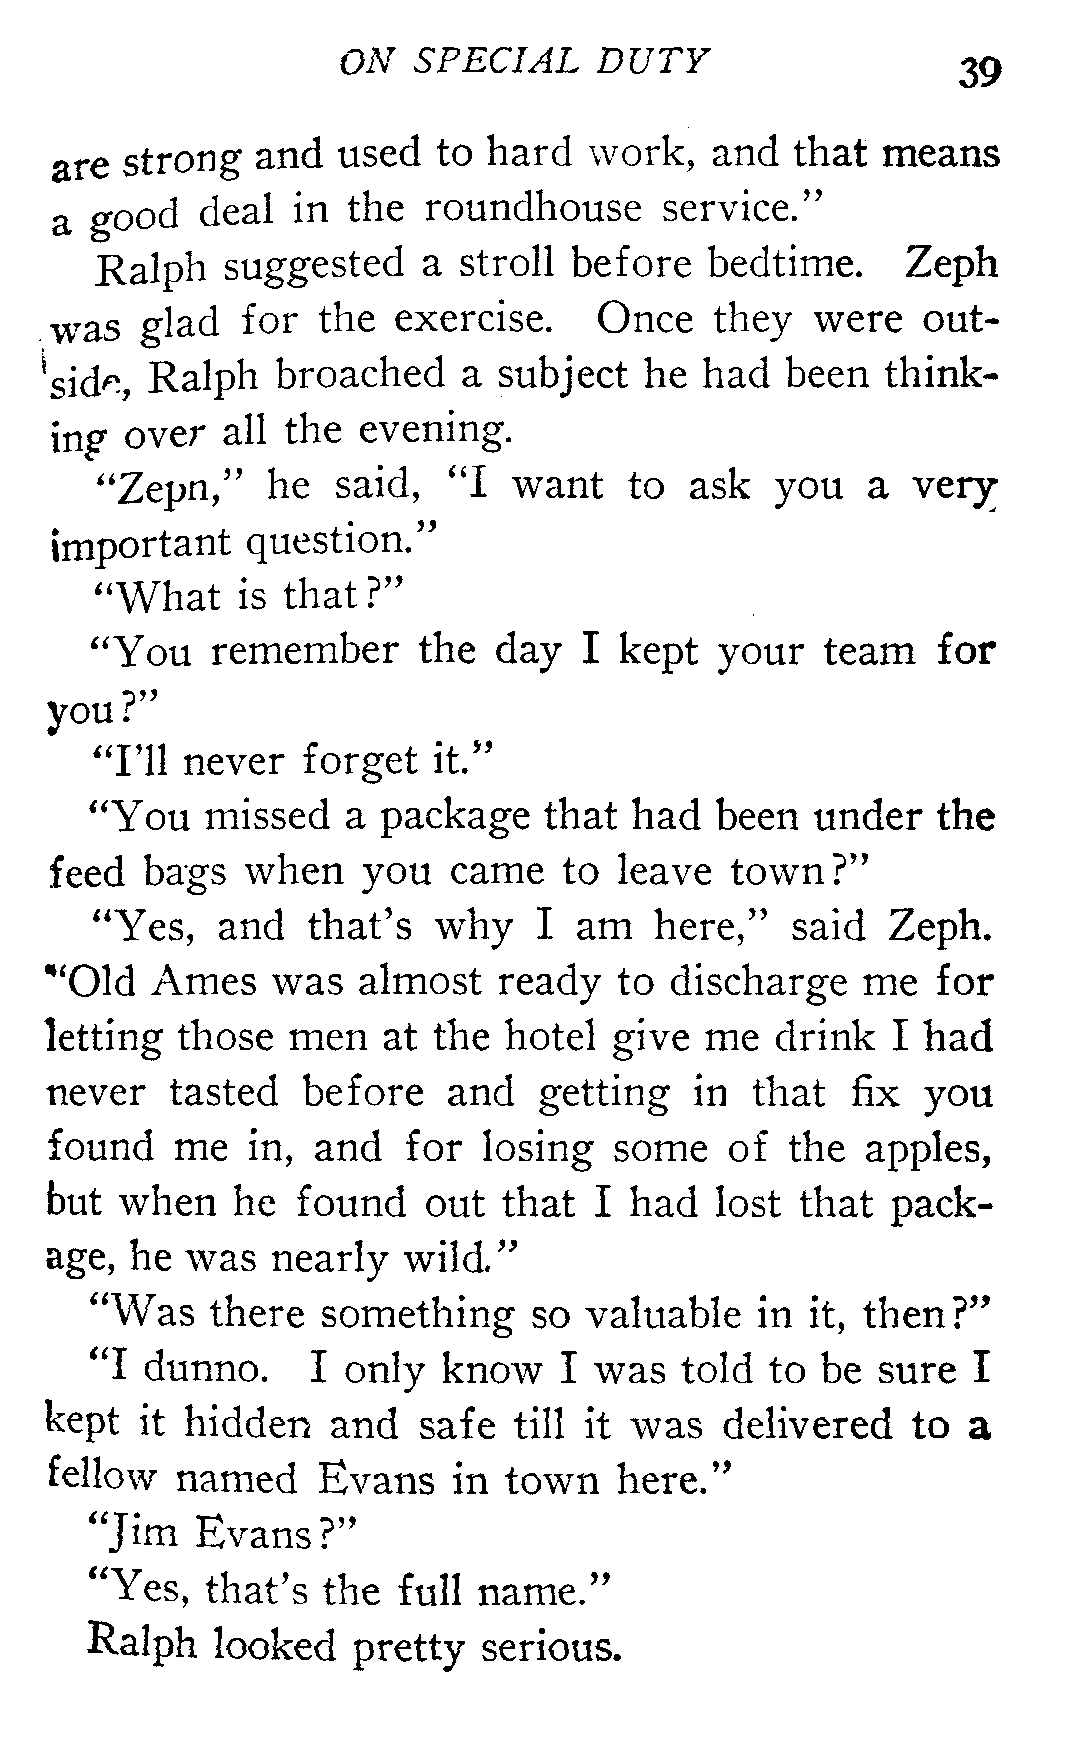 ON SPECIAL DUTY 39
are strong and used to hard work, and that means
a good deal in the roundhouse service."
Ralph suggested a stroll before bedtime. Zeph
was glad for the exercise. Once they were out-
side, Ralph broached a subject he had been think-
ing over all the evening.
"Zeph," he said, "I want to ask you a very
important question."
"What is that?"
"You remember the day I kept your team for
you?"
"I'll never forget it."
"You missed a package that had been under the
feed bags when you came to leave town?"
"Yes, and that's why I am here," said Zeph.
"Old Ames was almost ready to discharge me for
letting those men at the hotel give me drink I had
never tasted before and getting in that fix you
found me in, and for losing some of the apples,
but when he found out that I had lost that pack-
age, he was nearly wild."
"Was there something so valuable in it, then?"
"I dunno. I only know I was told to be sure I
kept it hidden and safe till it was delivered to a
fellow named Evans in town here."
"Jim Evans?"
"Yes, that's the full name."
Ralph looked pretty serious.